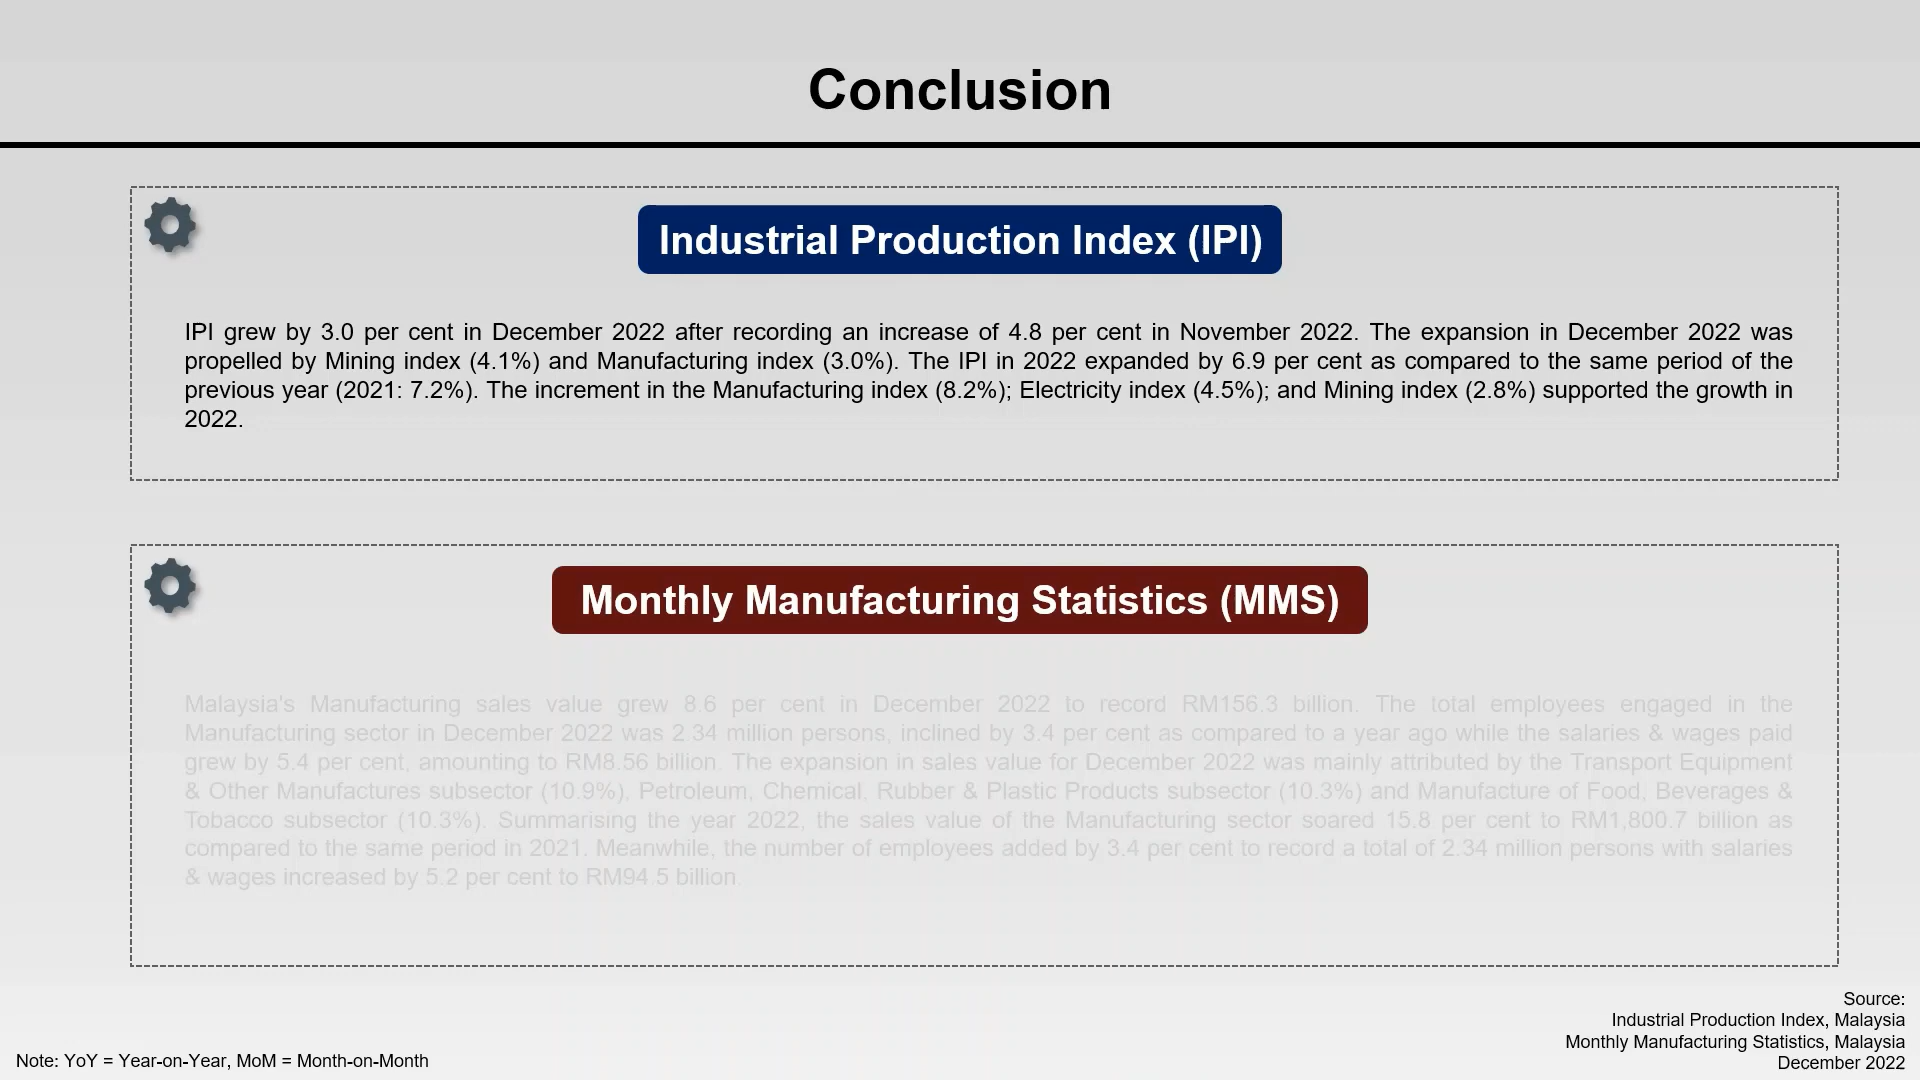 Conclusion
Industrial Production Index (IPI)
IPI grew by 3.0 per cent in December 2022 after recording an increase of 4.8 per cent in November 2022. The expansion in December 2022 was
propelled by Mining index (4.1%) and Manufacturing index (3.0%). The IPI in 2022 expanded by 6.9 per cent as compared to the same period of the
previous year (2021: 7.2%). The increment in the Manufacturing index (8.2%); Electricity index (4.5%); and Mining index (2.8%) supported the growth in
2022.
Monthly Manufacturing Statistics (MMS)
Malaysia's Manufacturing sales value grew 8.6 per cent in December 2022 to record RM156.3 billion. The total employees engaged in the
Manufacturing sector in December 2022 was 2.34 million persons, inclined by 3.4 per cent as compared to a year ago while the salaries & wages paid
grew by 5.4 per cent, amounting to RM8.56 billion. The expansion in sales value for December 2022 was mainly attributed by the Transport Equipment
& Other Manufactures subsector (10.9%), Petroleum, Chemical, Rubber & Plastic Products subsector (10.3%) and Manufacture of Food, Beverages &
Tobacco subsector (10.3%). Summarising the year 2022, the sales value of the Manufacturing sector soared 15.8 per cent to RM1,800.7 billion as
compared to the same period in 2021. Meanwhile, the number of employees added by 3.4 per cent to record a total of 2.34 million persons with salaries
& wages increased by 5.2 per cent to RM94.5 billion.
Source:
Industrial Production Index, Malaysia
Monthly Manufacturing Statistics, Malaysia
December 2022
Note: YoY = Year-on-Year, MoM = Month-on-Month